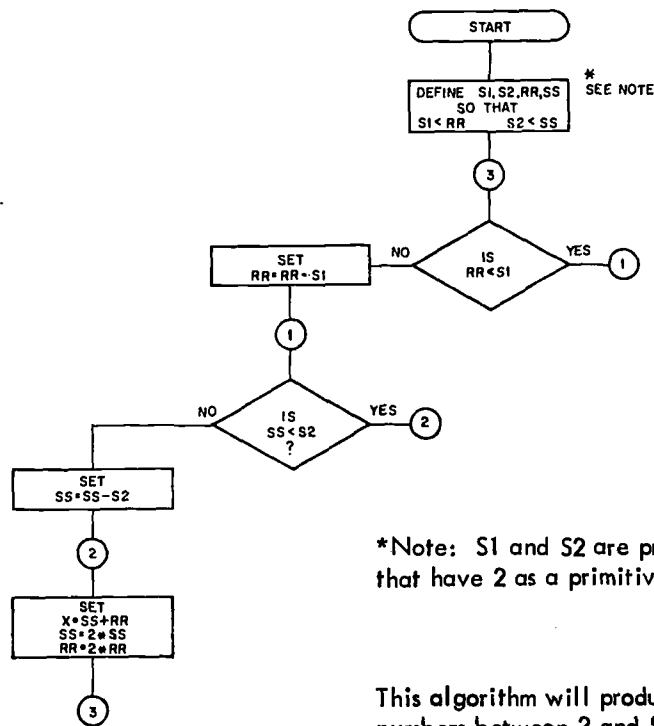 START
DEFINE S1, S2, RR, SS
SO THAT
S1<RR S2<SS
*
SEE NOTE
3
IS
RR<S1
NO
YES
1
SET
RR=RR-S1
1
IS
SS<S2
?
NO
YES
2
SET
SS=SS-S2
2
SET
X=SS+RR
SS=2*SS
RR=2*RR
3
*Note: S1 and S2 are
that have 2 as a
This algorithm will
numbers between 2 and